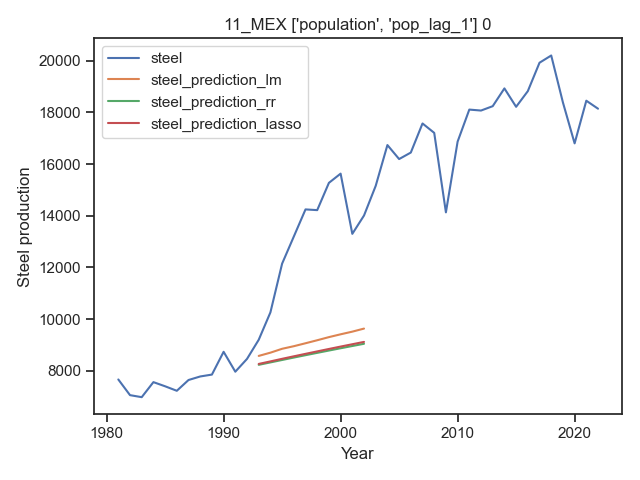 11_MEX ['population', 'pop_lag_1'] 0
steel
steel_prediction_lm
steel_prediction_rr
steel_prediction_lasso
Steel production
20000
18000
16000
14000
12000
10000
8000
1980
1990
2000
2010
2020
Year